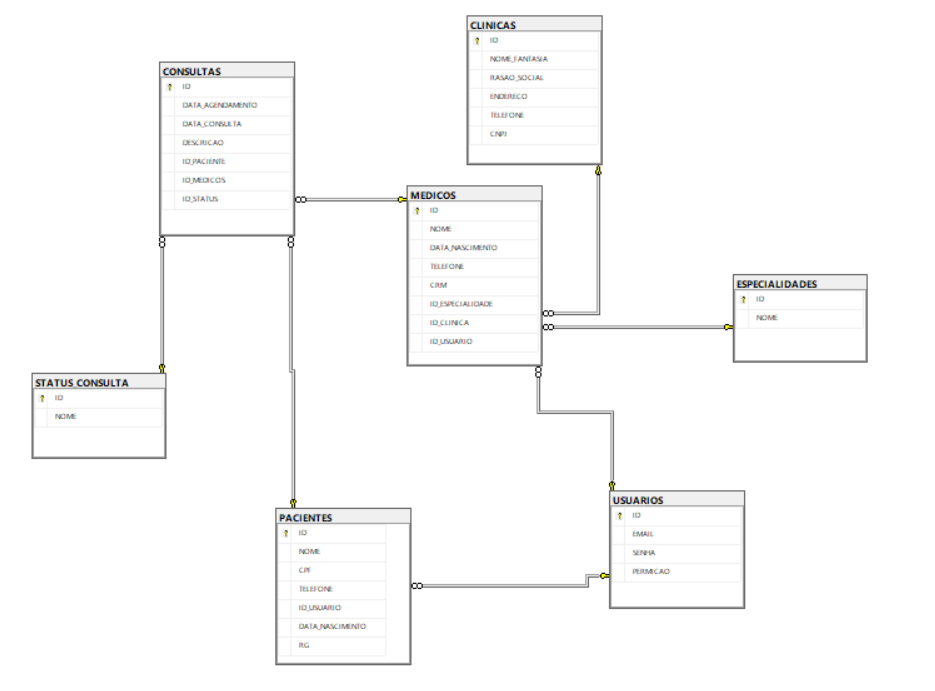 CLINICAS
ID
NOME_FANTASIA
RASAO_SOCIAL
ENDERECO
TELEFONE
CNPJ
CONSULTAS
ID
DATA_AGENDAMENTO
DATA_CONSULTA
DESCRICAO
ID_PACIENTE
ID_MEDICOS
ID_STATUS
MEDICOS
ID
NOME
DATA_NASCIMENTO
TELEFONE
CRM
ID_ESPECIALIDADE
ID_CLINICA
ID_USUARIO
ESPECIALIDADES
ID
NOME
STATUS_CONSULTA
ID
NOME
USUARIOS
ID
EMAIL
SENHA
PERMICAO
PACIENTES
ID
NOME
CPF
TELEFONE
ID_USUARIO
DATA_NASCIMENTO
RG